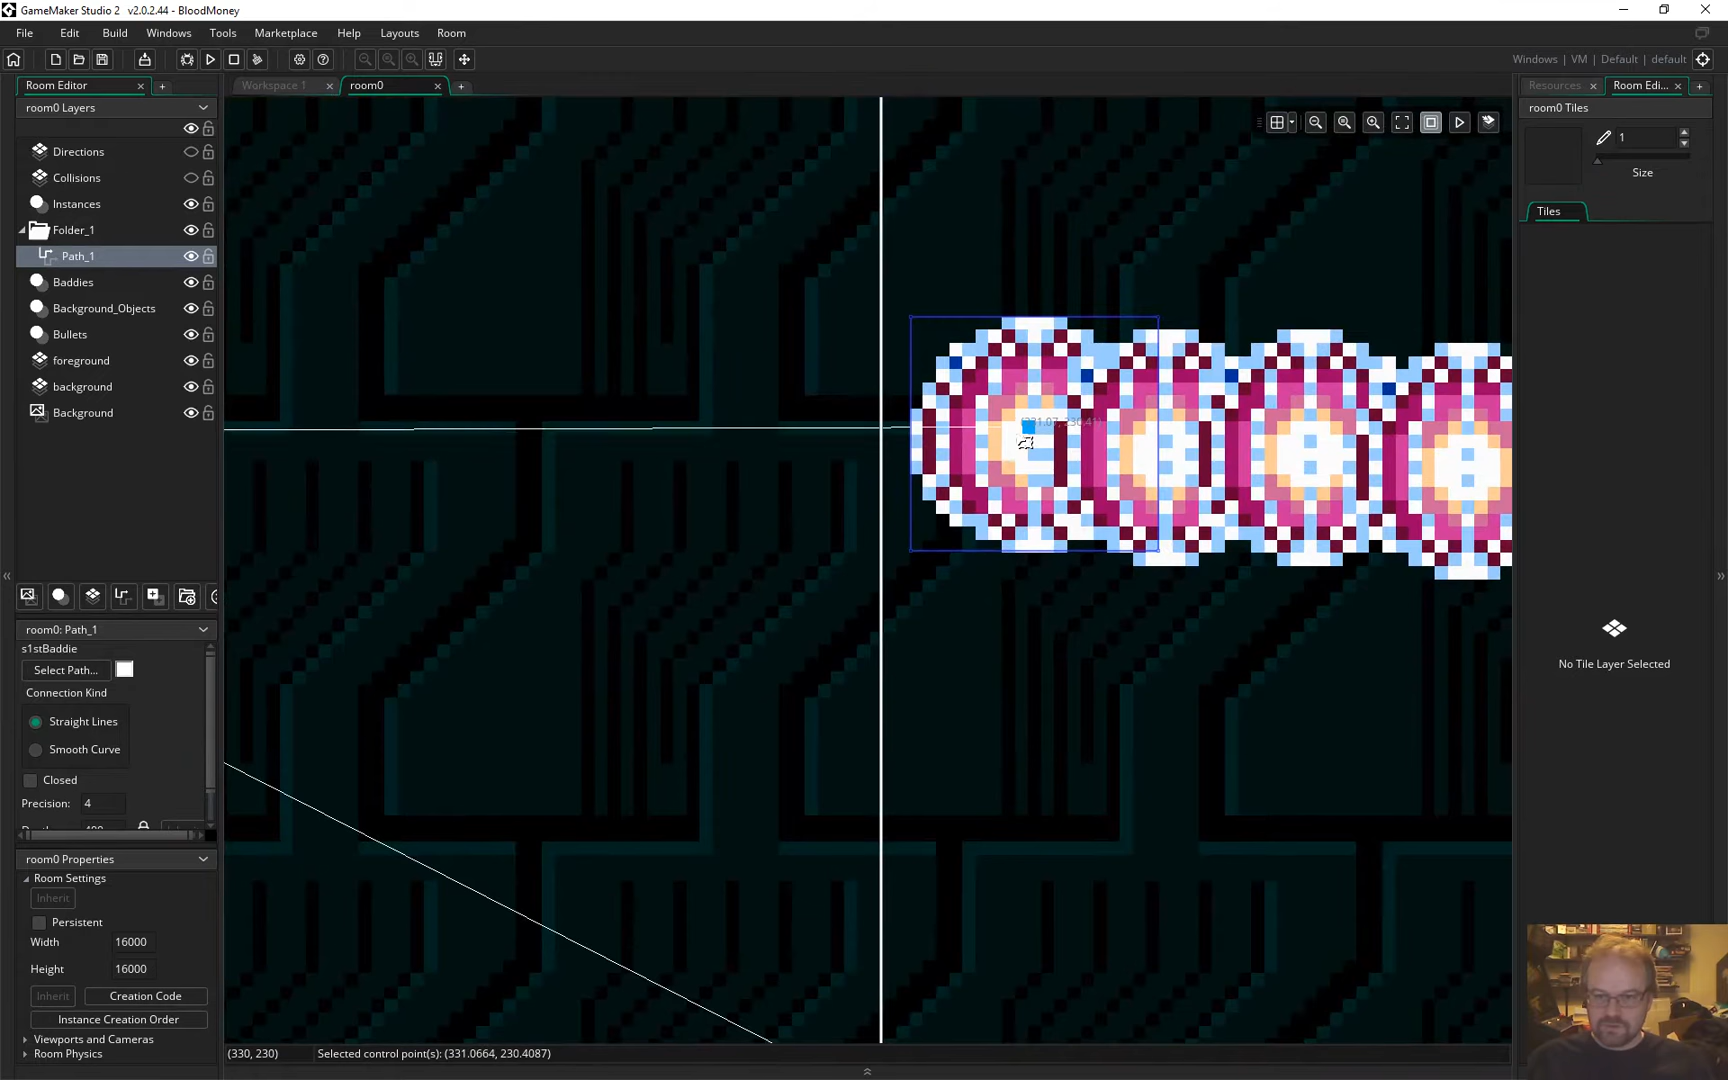 GameMaker Studio 2 v2.0.2.44 - BloodMoney
File Edit Build Windows Tools Marketplace Help Layouts Room
Windows | VM | Default | default
Room Editor
Workspace 1
room0
Resources
Room Edi...
room0 Layers
room0 Tiles
Directions
Collisions
Instances
Folder_1
Path_1
Baddies
Background_Objects
Bullets
foreground
background
Background
1
Size
Tiles
No Tile Layer Selected
room0: Path_1
s1stBaddie
Select Path...
Connection Kind
Straight Lines
Smooth Curve
Closed
Precision: 4
room0 Properties
Room Settings
Inherit
Persistent
Width 16000
Height 16000
Inherit Creation Code
Instance Creation Order
Viewports and Cameras
Room Physics
(330, 230) Selected control point(s): (331.0664, 230.4087)